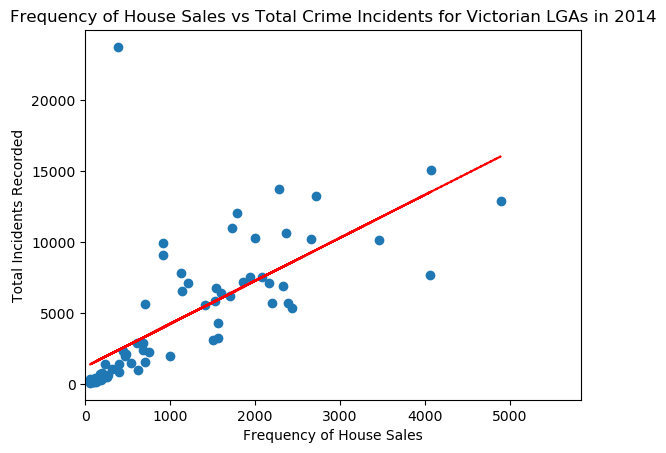 Frequency of House Sales vs Total Crime Incidents for Victorian LGAs in 2014
Total Incidents Recorded
20000
15000
10000
5000
0
0 1000 2000 3000 4000 5000
Frequency of House Sales